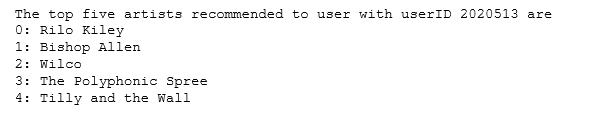 The top five artists recommended to user with userID 2020513 are
0: Rilo Kiley
1: Bishop Allen
2: Wilco
3: The Polyphonic Spree
4: Tilly and the Wall